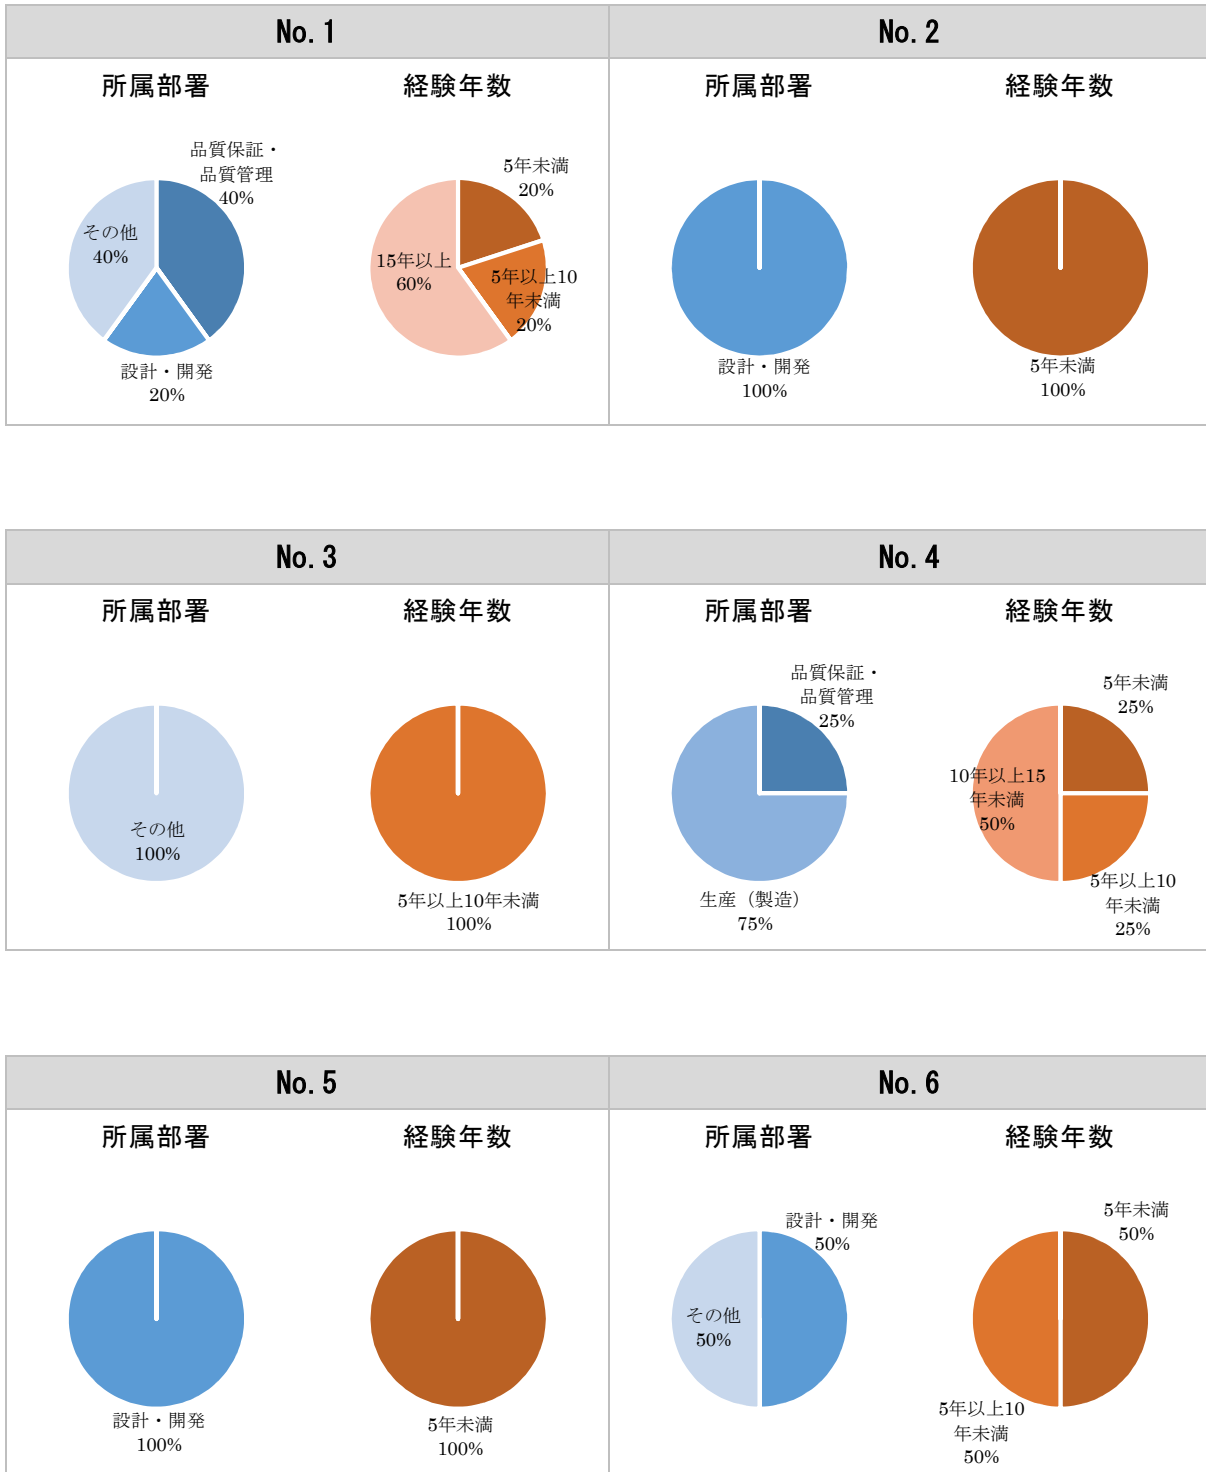 No. 1
所属部署
経験年数
品質保証・
品質管理
40%
その他
40%
設計・開発
20%
5年未満
20%
15年以上
60%
5年以上10
年未満
20%
No. 2
所属部署
経験年数
設計・開発
100%
5年未満
100%
No. 3
所属部署
経験年数
その他
100%
5年以上10年未満
100%
No. 4
所属部署
経験年数
品質保証・
品質管理
25%
生産（製造）
75%
5年未満
25%
10年以上15
年未満
50%
5年以上10
年未満
25%
No. 5
所属部署
経験年数
設計・開発
100%
5年未満
100%
No. 6
所属部署
経験年数
設計・開発
50%
その他
50%
5年未満
50%
5年以上10
年未満
50%